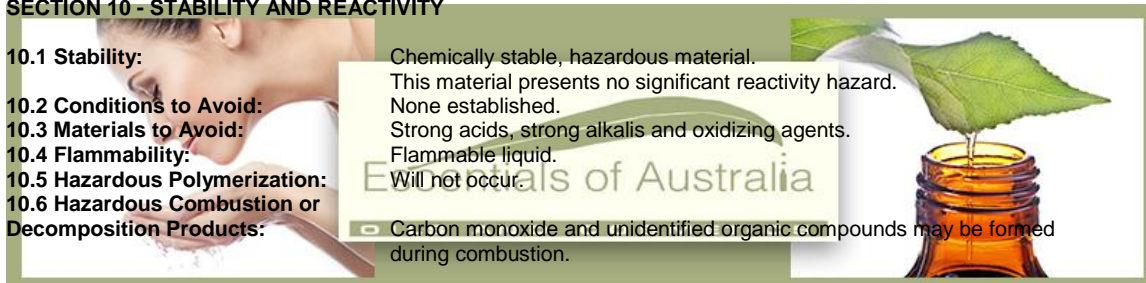 SECTION 10 - STABILITY AND REACTIVITY
10.1 Stability: Chemically stable, hazardous material.
This material presents no significant reactivity hazard.
10.2 Conditions to Avoid: None established.
10.3 Materials to Avoid: Strong acids, strong alkalis and oxidizing agents.
10.4 Flammability: Flammable liquid.
10.5 Hazardous Polymerization: Will not occur.
Essentials of Australia
10.6 Hazardous Combustion or
Decomposition Products: Carbon monoxide and unidentified organic compounds may be formed
during combustion.